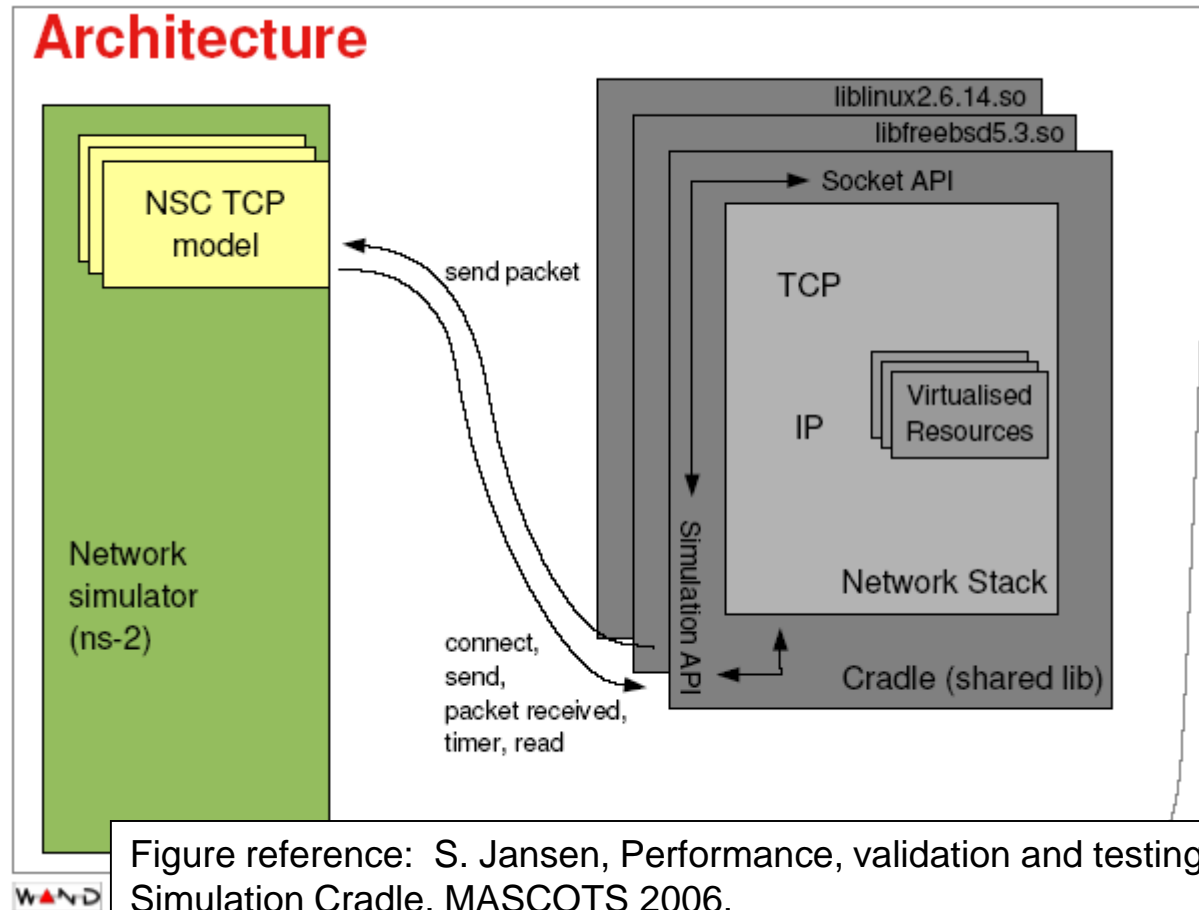 Architecture
NSC TCP
model
Network
simulator
(ns-2)
send packet
connect,
send,
packet received,
timer, read
liblinux2.6.14.so
libfreebsd5.3.so
Socket API
TCP
IP
Virtualised
Resources
Simulation API
Network Stack
Cradle (shared lib)
Figure reference: S. Jansen, Performance, validation and testing
Simulation Cradle. MASCOTS 2006.
WAND